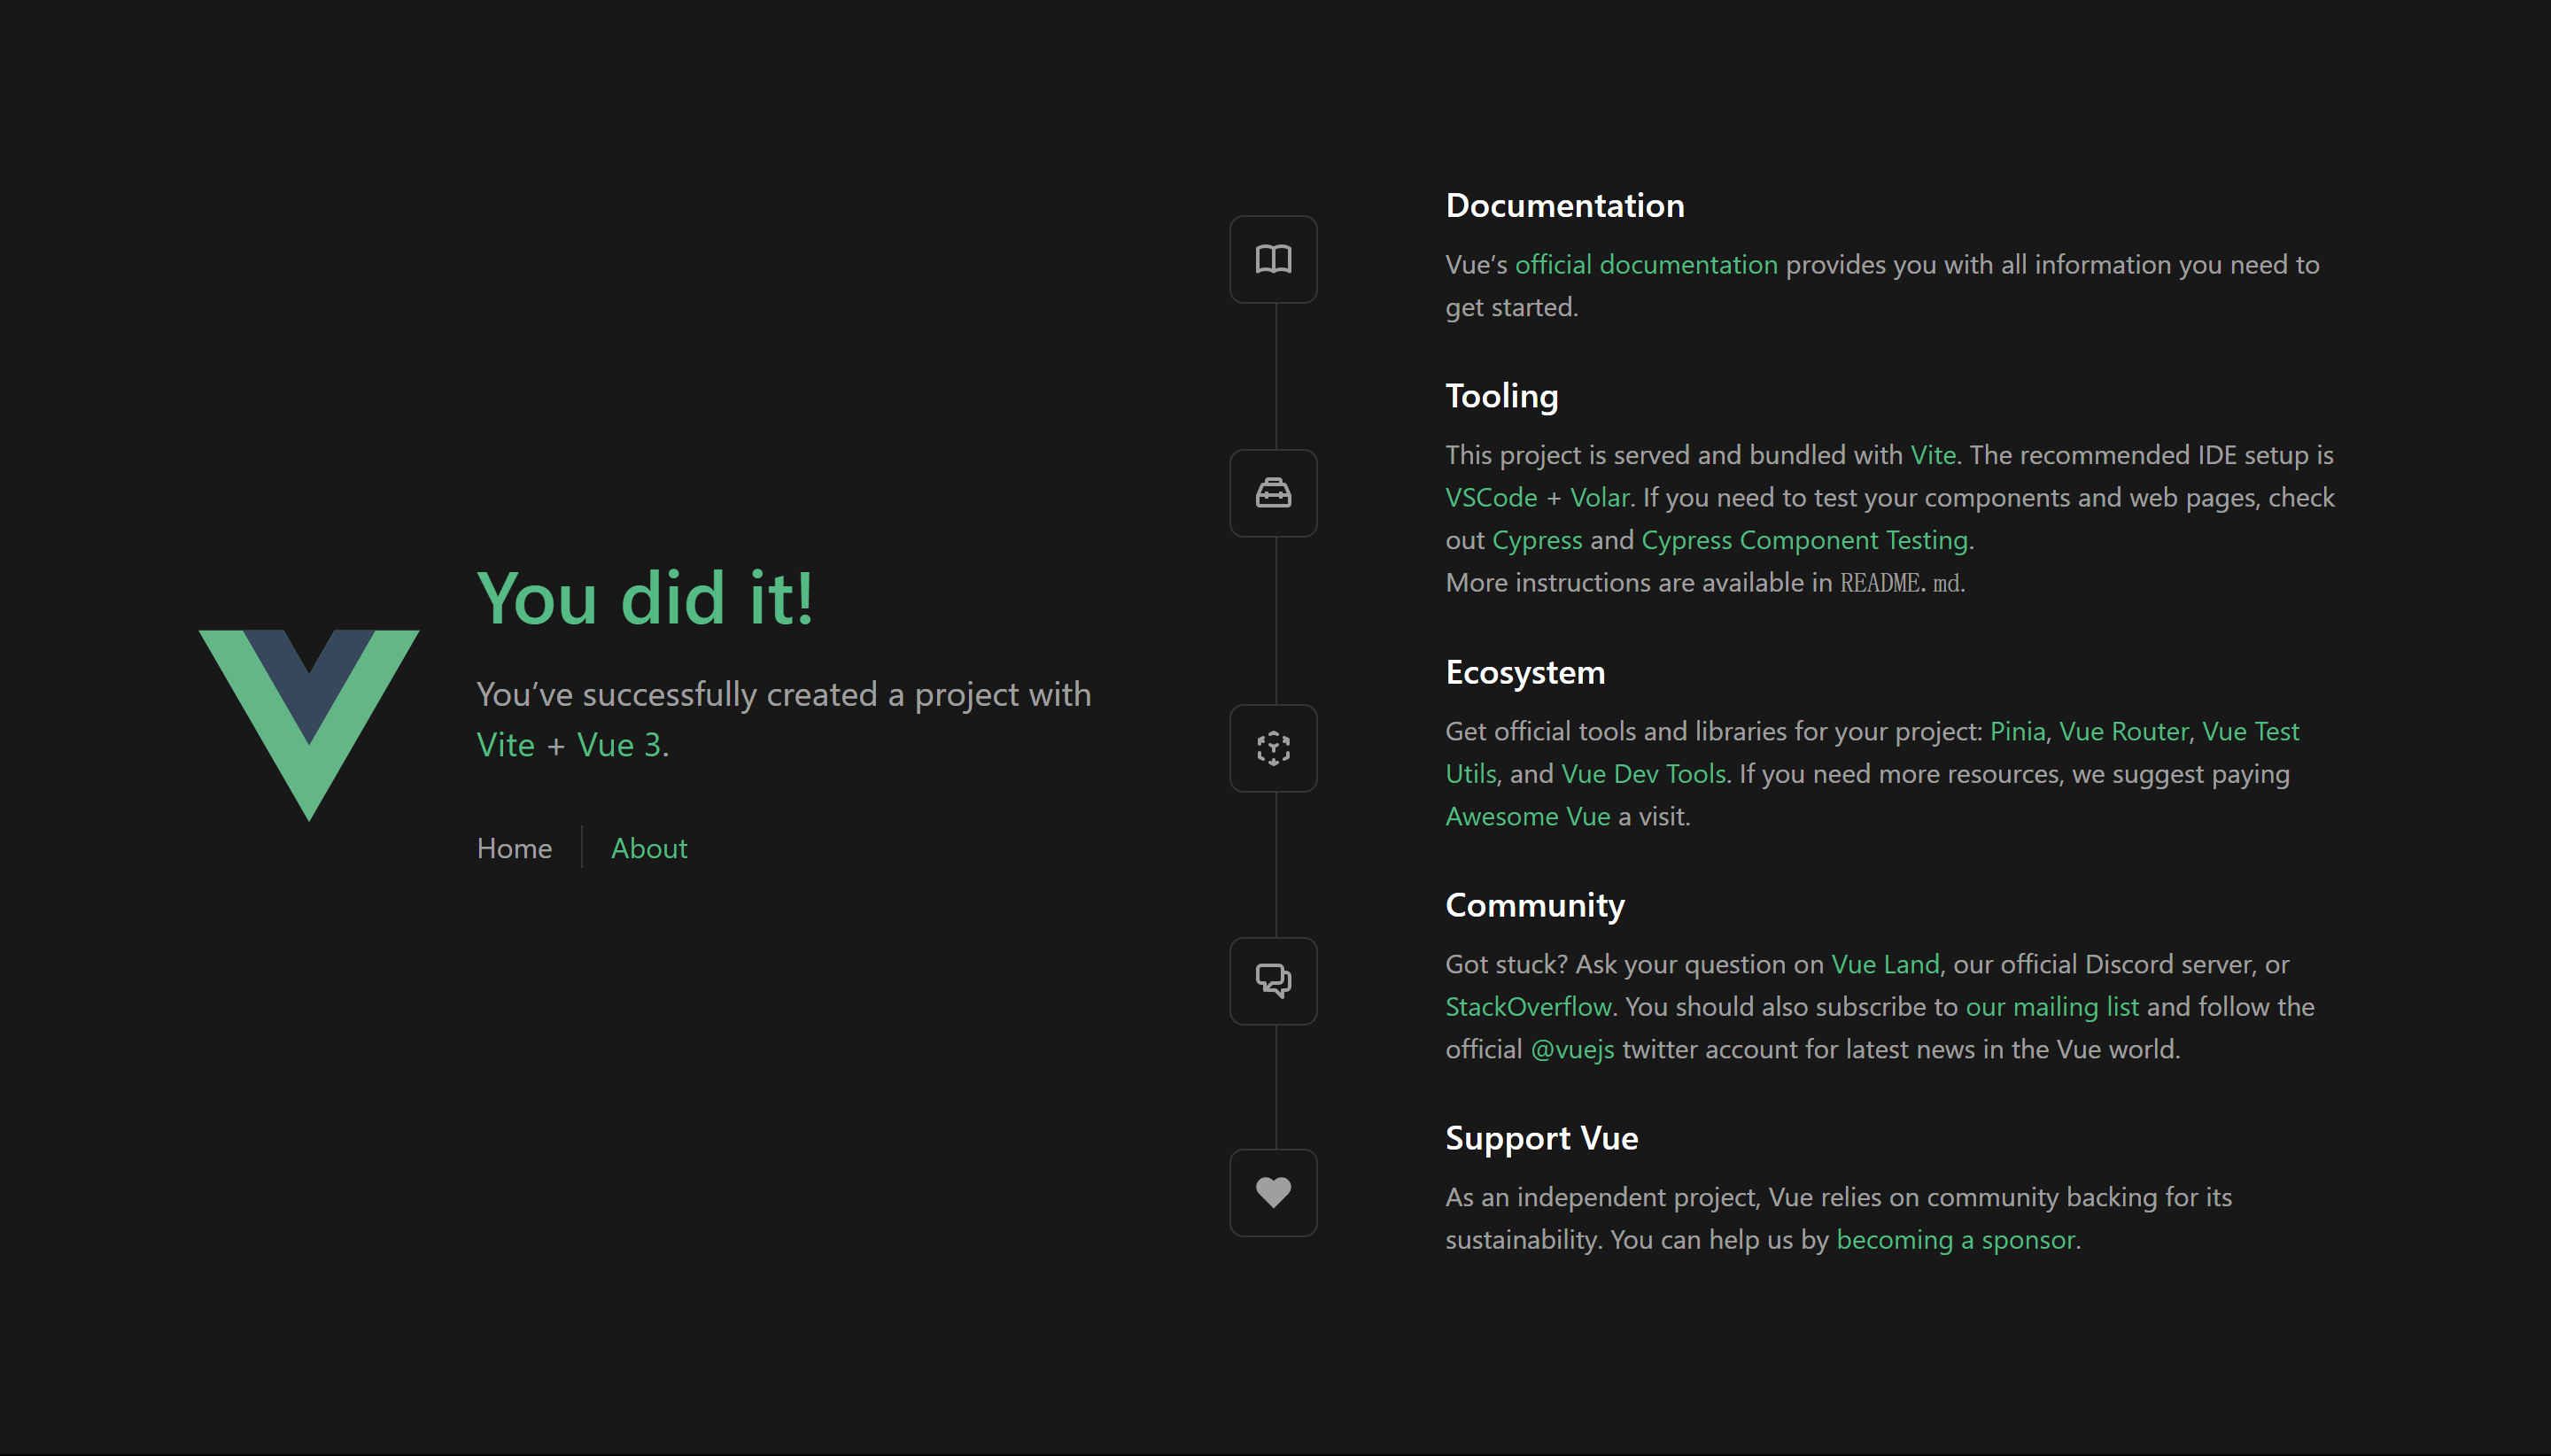 You did it!
You’ve successfully created a project with
Vite + Vue 3.
Home
About
Documentation
Vue’s official documentation provides you with all information you need to
get started.
Tooling
This project is served and bundled with Vite. The recommended IDE setup is
VSCode + Volar. If you need to test your components and web pages, check
out Cypress and Cypress Component Testing.
More instructions are available in README.md.
Ecosystem
Get official tools and libraries for your project: Pinia, Vue Router, Vue Test
Utils, and Vue Dev Tools. If you need more resources, we suggest paying
Awesome Vue a visit.
Community
Got stuck? Ask your question on Vue Land, our official Discord server, or
StackOverflow. You should also subscribe to our mailing list and follow the
official @vuejs twitter account for latest news in the Vue world.
Support Vue
As an independent project, Vue relies on community backing for its
sustainability. You can help us by becoming a sponsor.